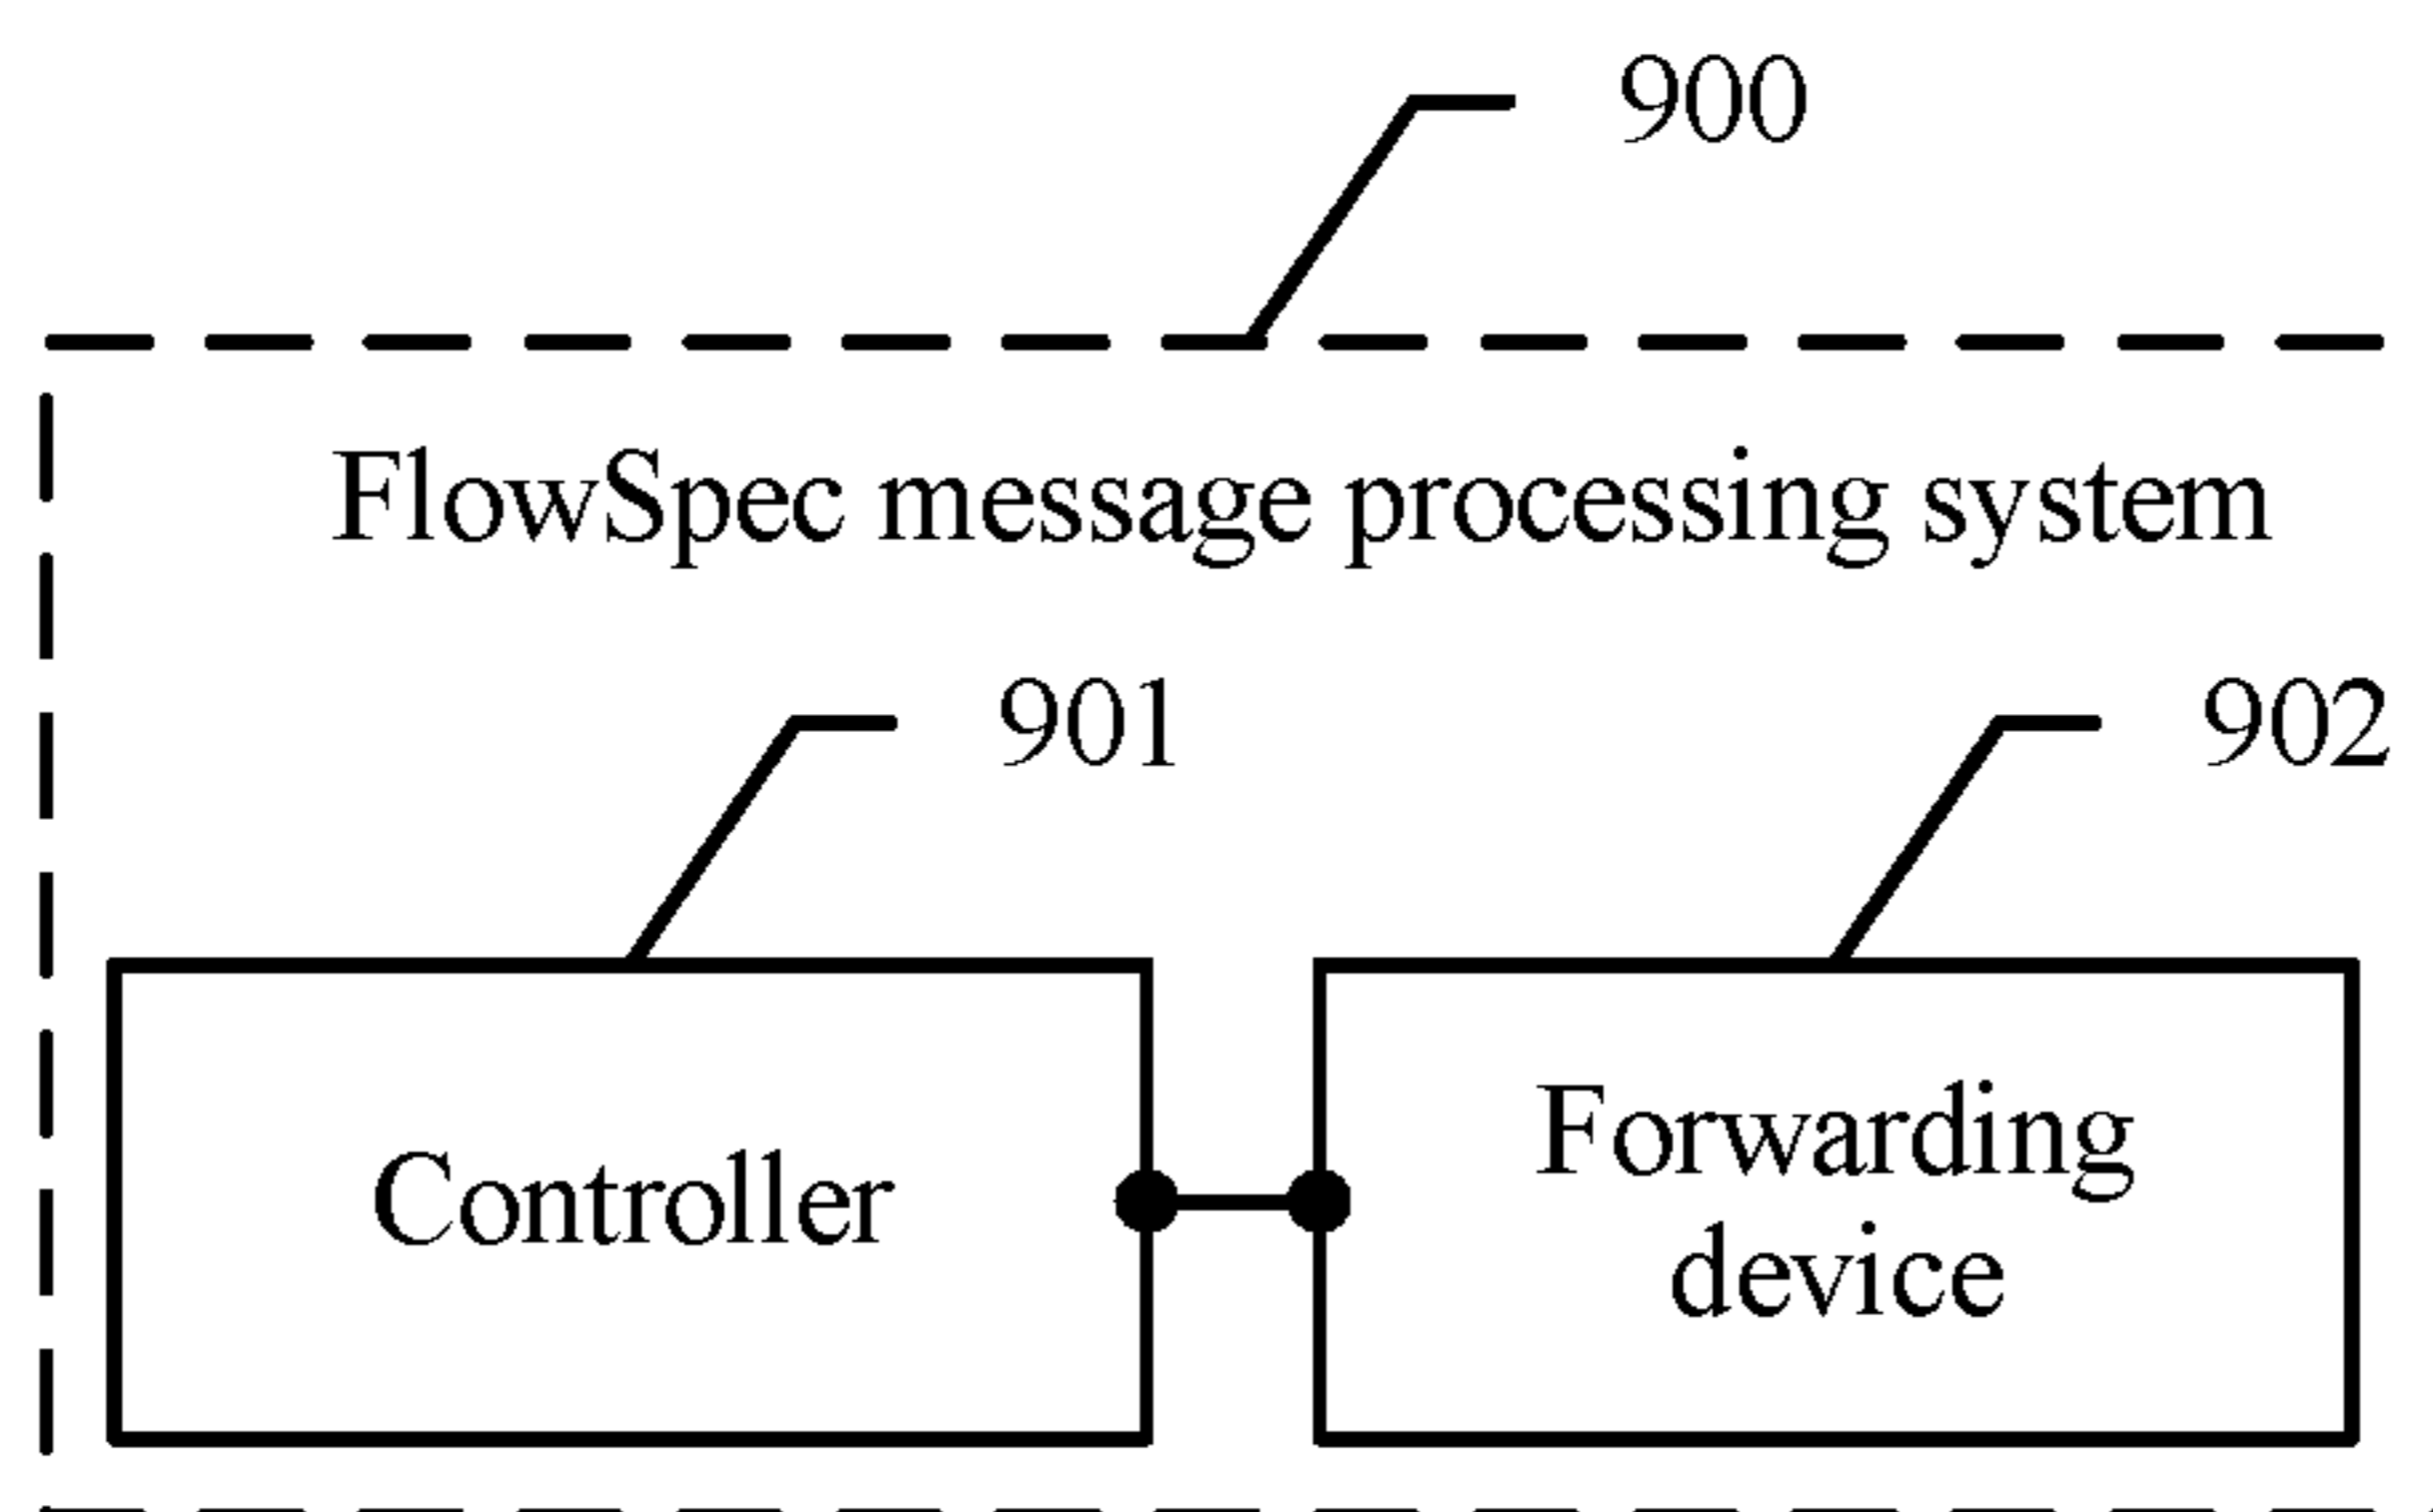 900
FlowSpec message processing system
901
902
Controller
Forwarding
device